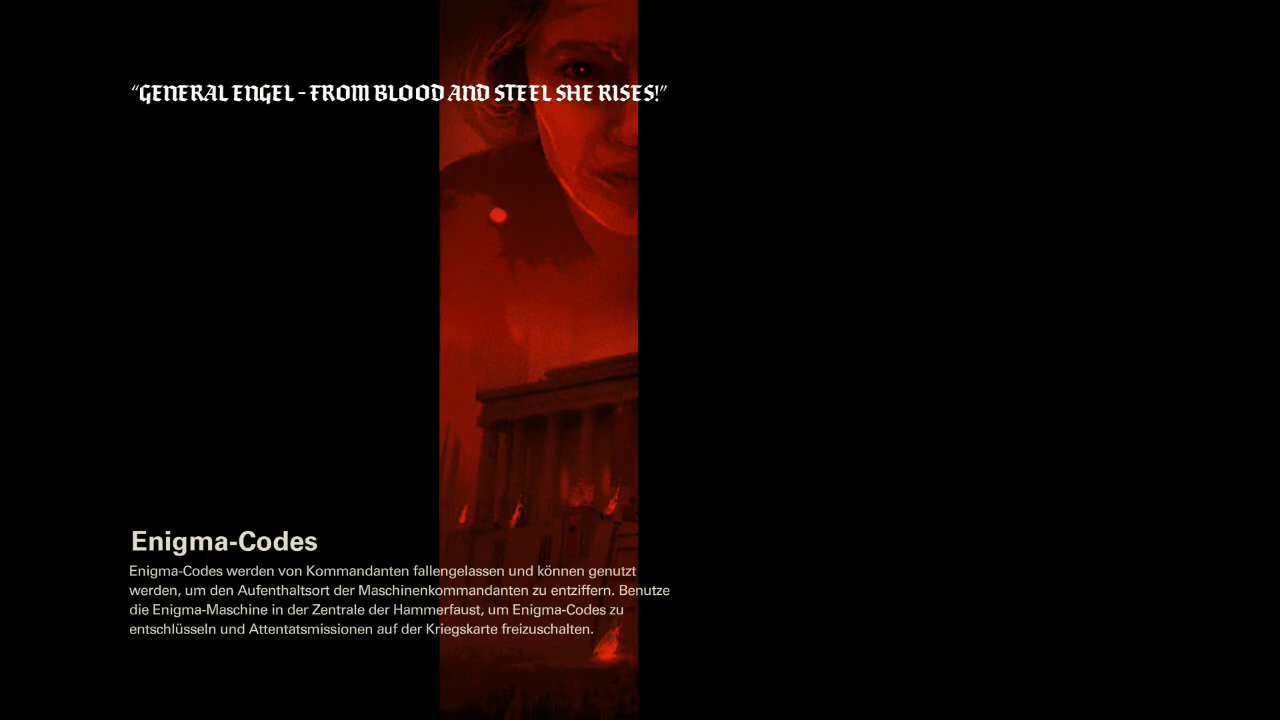 “GENERAL ENGEL - FROM BLOOD AND STEEL SHE RISES!”
Enigma-Codes
Enigma-Codes werden von Kommandanten fallengelassen und können genutzt
werden, um den Aufenthaltsort der Maschinenkommandanten zu entziffern. Benutze
die Enigma-Maschine in der Zentrale der Hammerfaust, um Enigma-Codes zu
entschlüsseln und Attentatsmissionen auf der Kriegskarte freizuschalten.